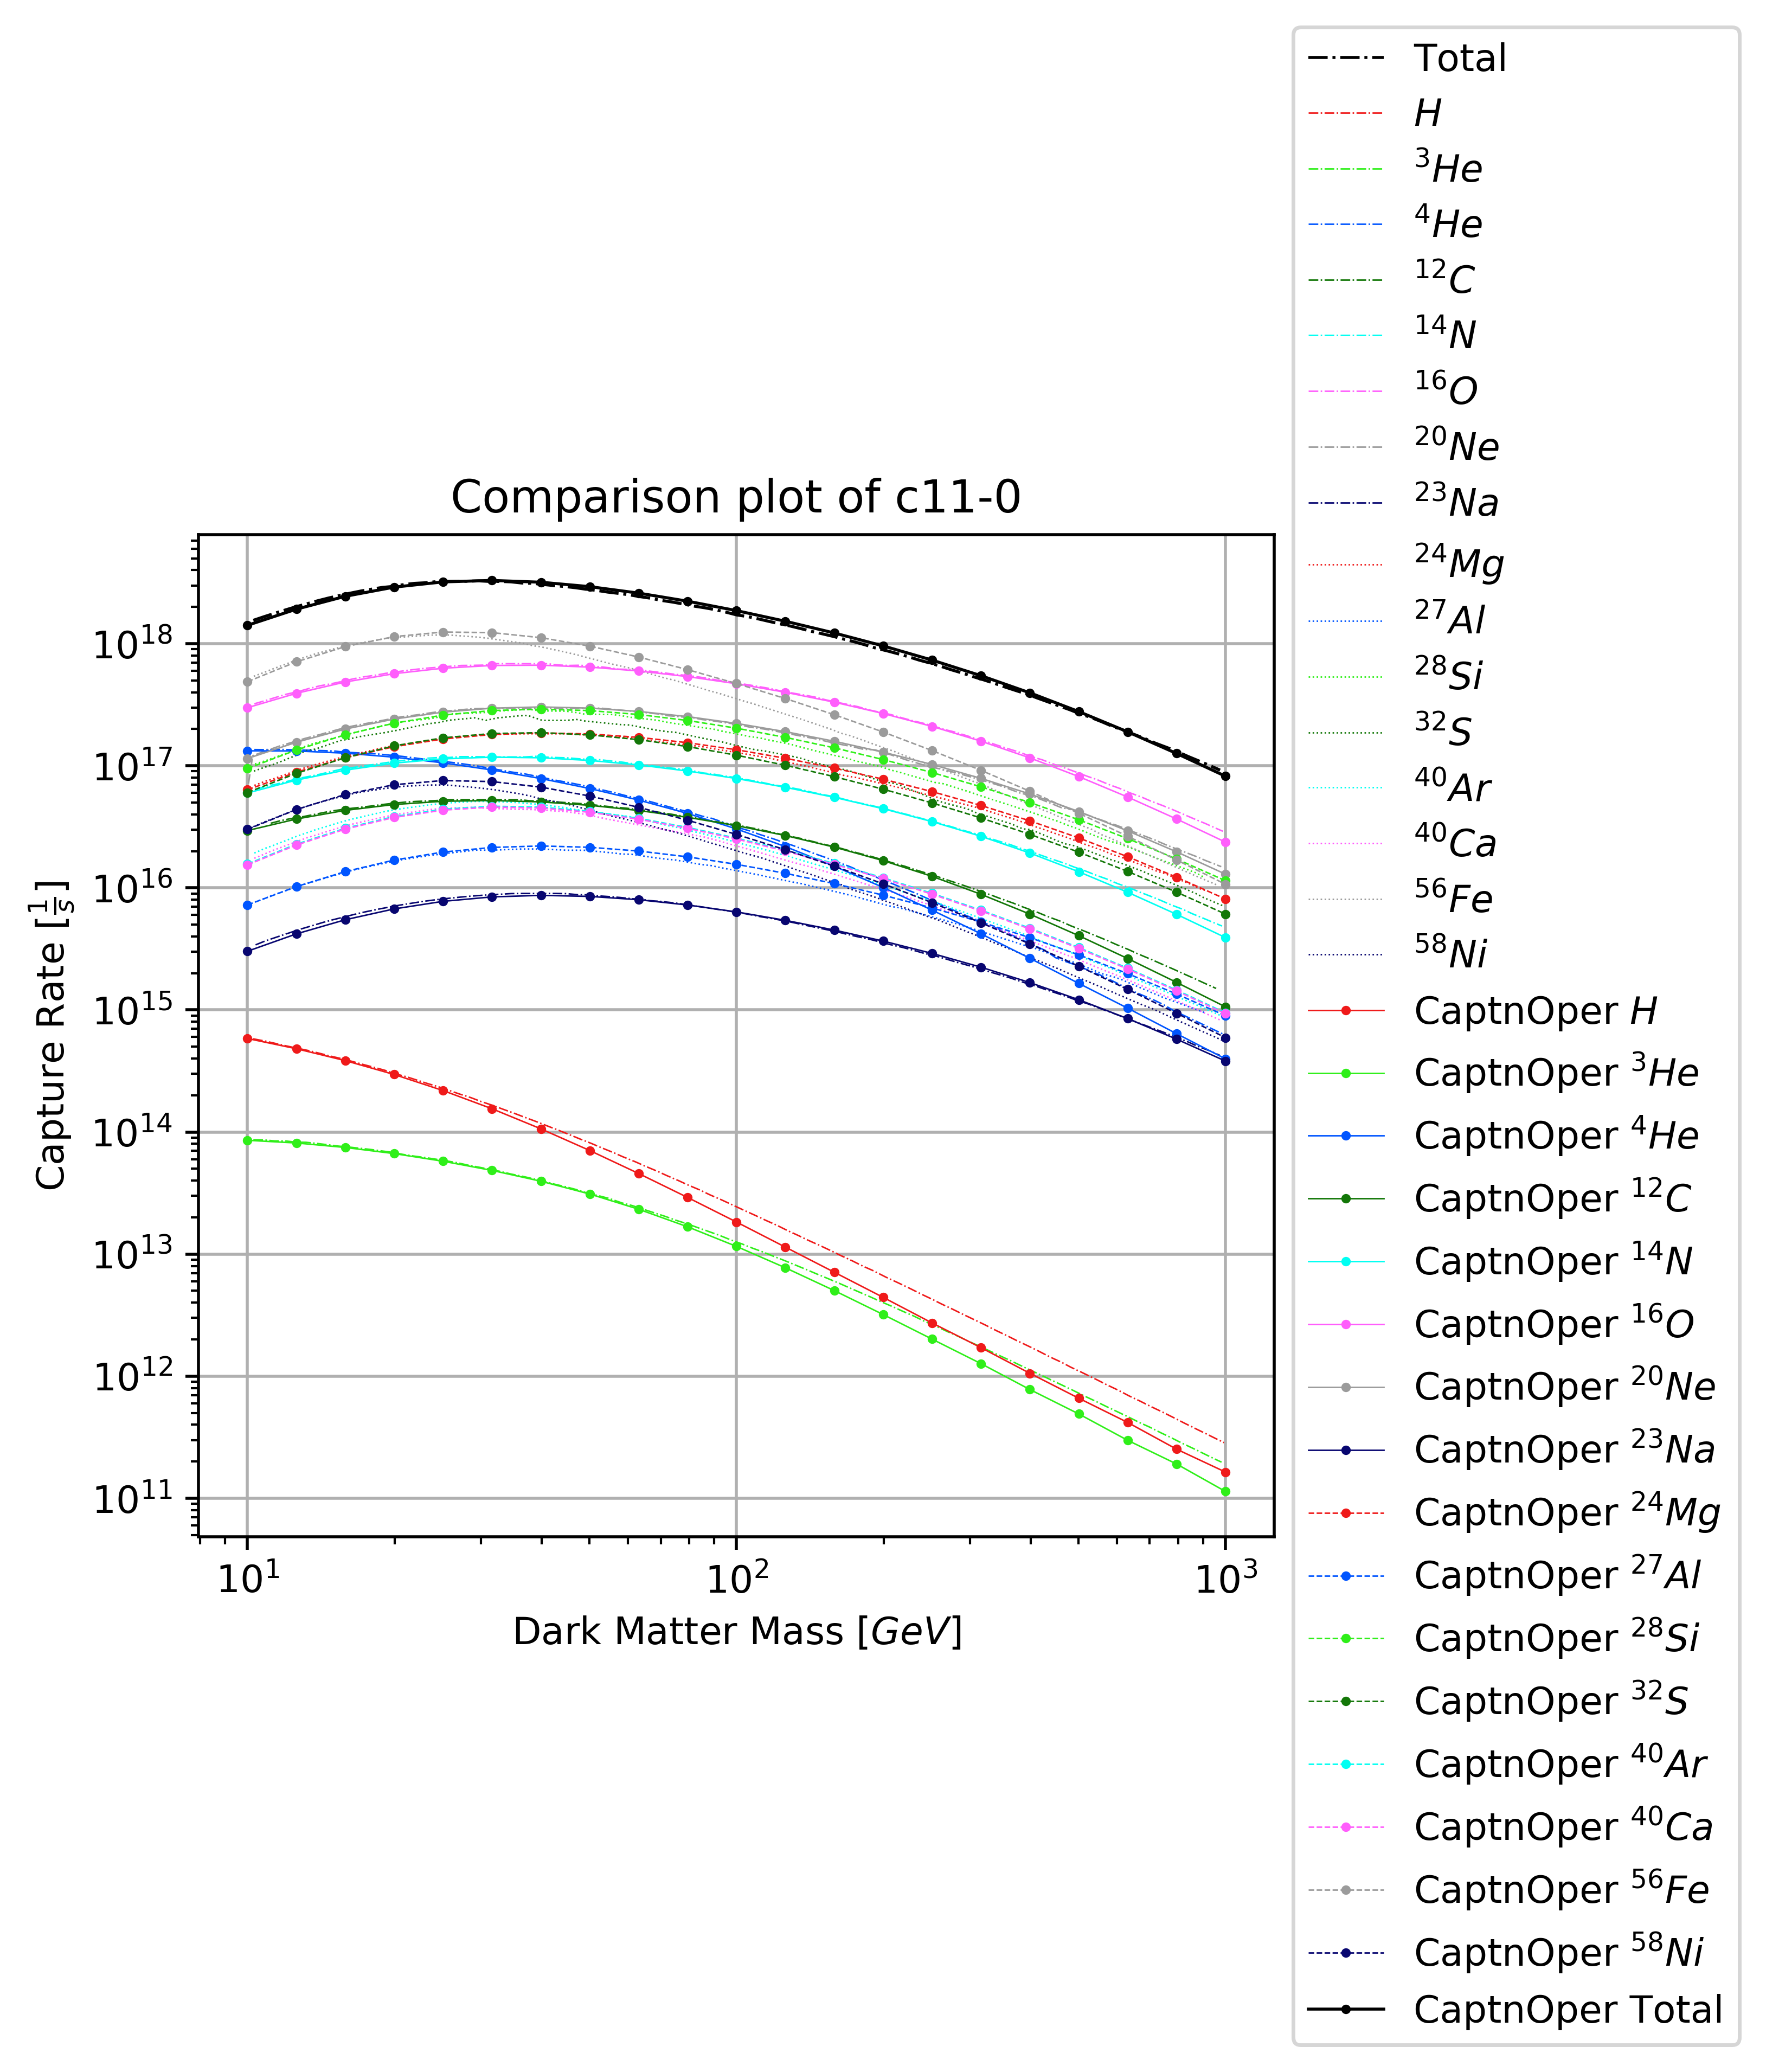 Comparison plot of c11-0
Capture Rate [1/s]
10^18
10^17
10^16
10^15
10^14
10^13
10^12
10^11
10^1
10^2
10^3
Dark Matter Mass [GeV]
Total
H
^3He
^4He
^12C
^14N
^16O
^20Ne
^23Na
^24Mg
^27Al
^28Si
^32S
^40Ar
^40Ca
^56Fe
^58Ni
CaptnOper H
CaptnOper ^3He
CaptnOper ^4He
CaptnOper ^12C
CaptnOper ^14N
CaptnOper ^16O
CaptnOper ^20Ne
CaptnOper ^23Na
CaptnOper ^24Mg
CaptnOper ^27Al
CaptnOper ^28Si
CaptnOper ^32S
CaptnOper ^40Ar
CaptnOper ^40Ca
CaptnOper ^56Fe
CaptnOper ^58Ni
CaptnOper Total